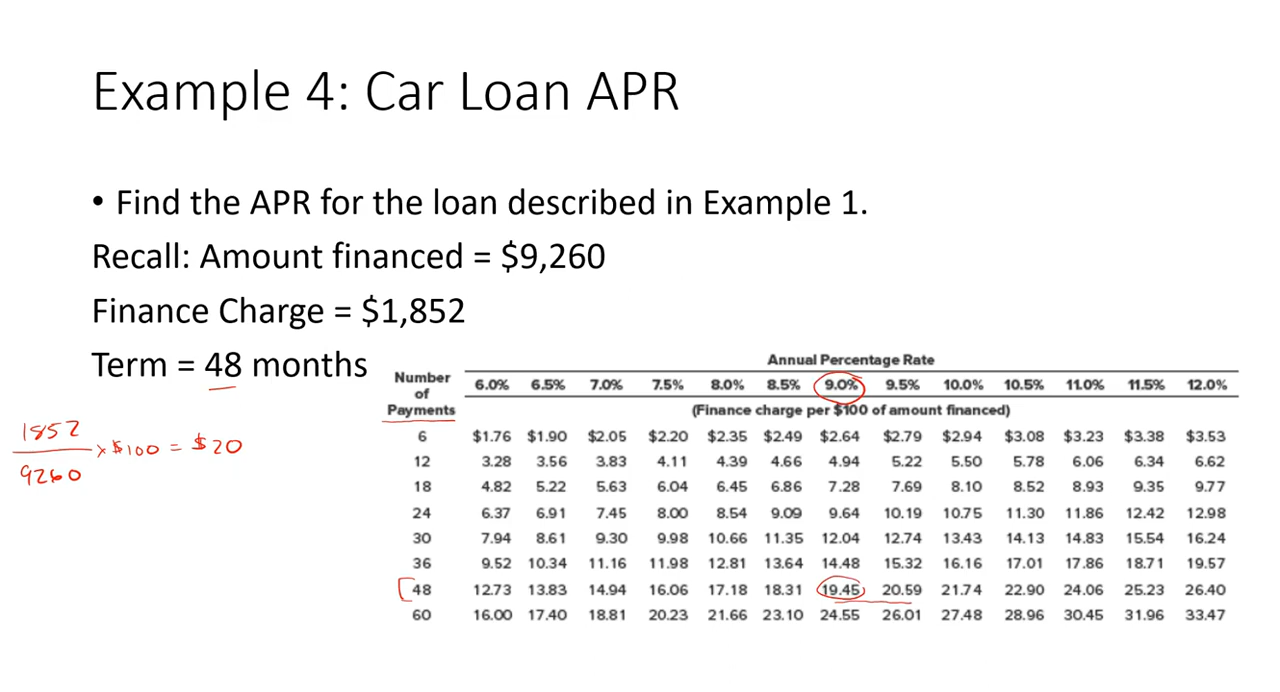 Example 4: Car Loan APR
• Find the APR for the loan described in Example 1.
Recall: Amount financed = $9,260
Finance Charge = $1,852
Term = 48 months
1852
9260
× $100 = $20
Annual Percentage Rate
Number of Payments 6.0% 6.5% 7.0% 7.5% 8.0% 8.5% 9.0% 9.5% 10.0% 10.5% 11.0% 11.5% 12.0%
(Finance charge per $100 of amount financed)
6 $1.76 $1.90 $2.05 $2.20 $2.35 $2.49 $2.64 $2.79 $2.94 $3.08 $3.23 $3.38 $3.53
12 3.28 3.56 3.83 4.11 4.39 4.66 4.94 5.22 5.50 5.78 6.06 6.34 6.62
18 4.82 5.22 5.63 6.04 6.45 6.86 7.28 7.69 8.10 8.52 8.93 9.35 9.77
24 6.37 6.91 7.45 8.00 8.54 9.09 9.64 10.19 10.75 11.30 11.86 12.42 12.98
30 7.94 8.61 9.30 9.98 10.66 11.35 12.04 12.74 13.43 14.13 14.83 15.54 16.24
36 9.52 10.34 11.16 11.98 12.81 13.64 14.48 15.32 16.16 17.01 17.86 18.71 19.57
48 12.73 13.83 14.94 16.06 17.18 18.31 19.45 20.59 21.74 22.90 24.06 25.23 26.40
60 16.00 17.40 18.81 20.23 21.66 23.10 24.55 26.01 27.48 28.96 30.45 31.96 33.47